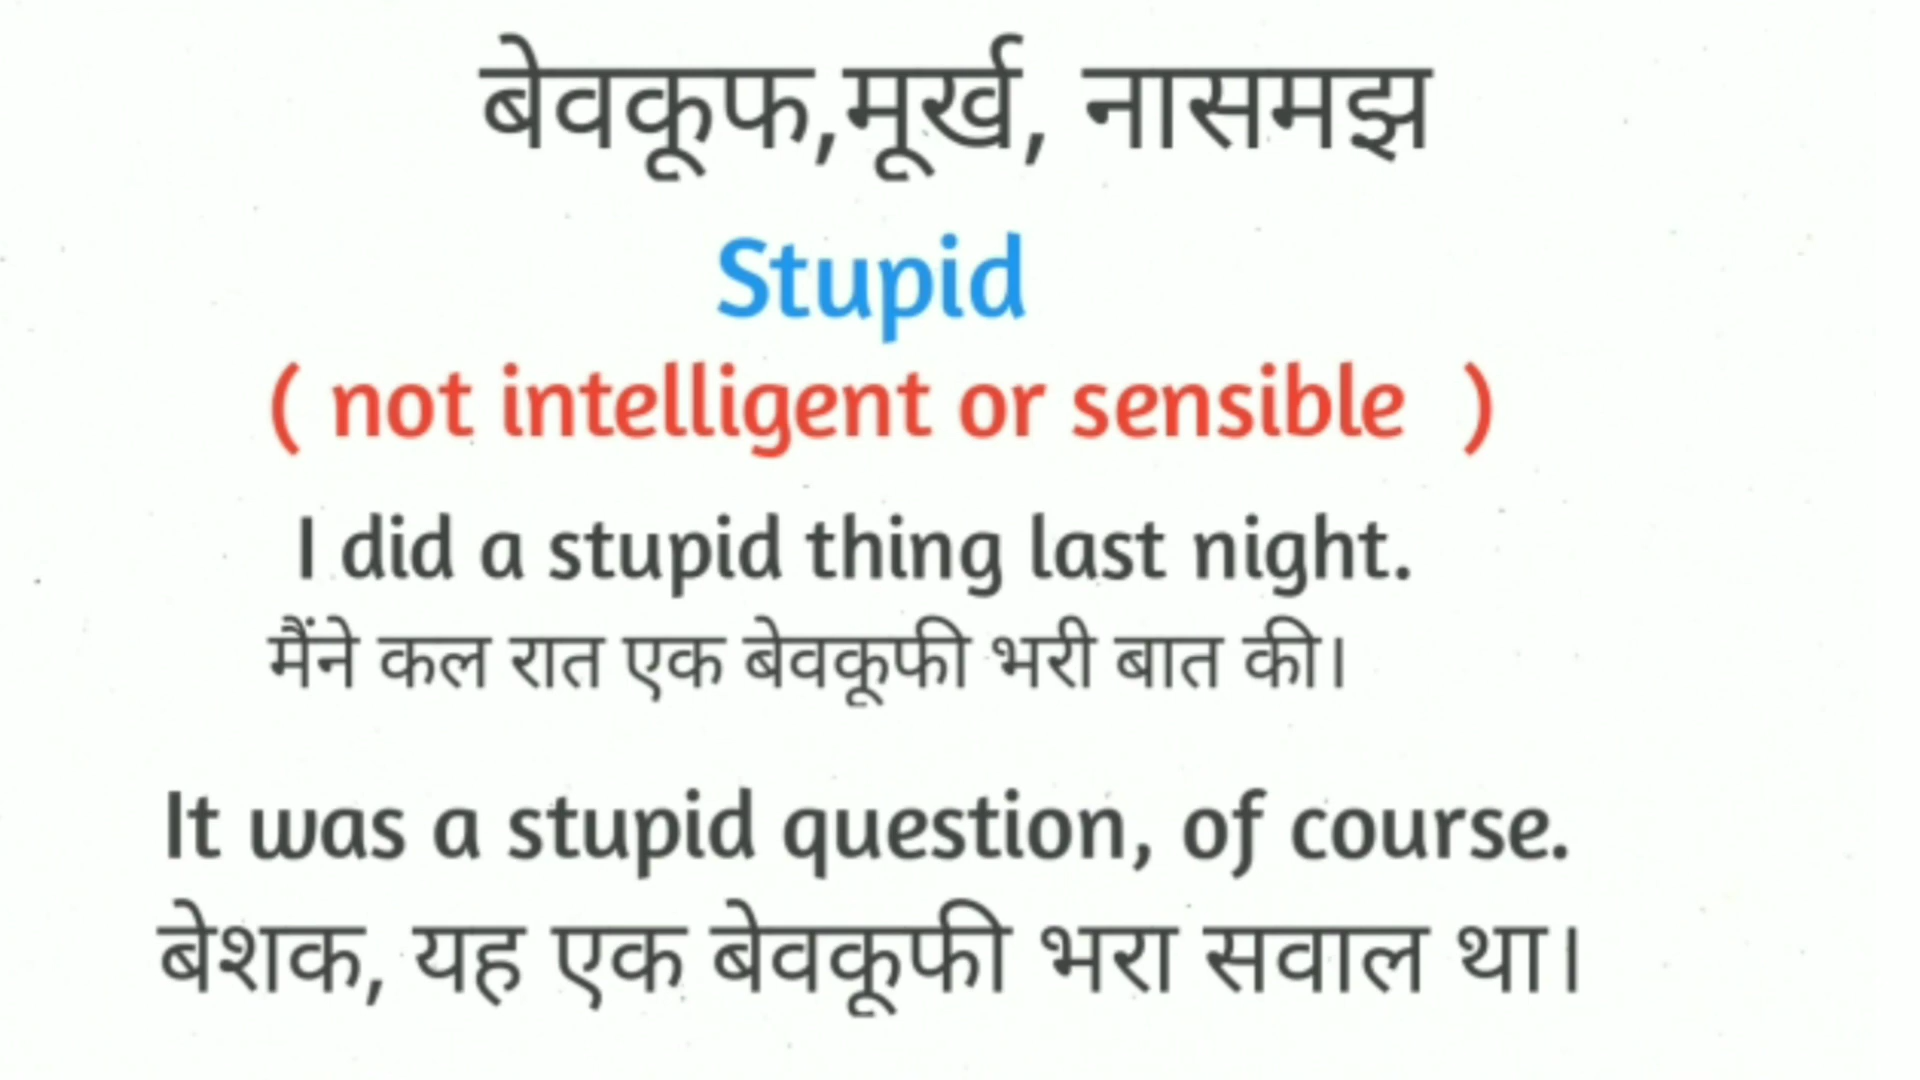 बेवकूफ,मूर्ख, नासमझ
Stupid
( not intelligent or sensible )
I did a stupid thing last night.
मैंने कल रात एक बेवकूफी भरी बात की।
It was a stupid question, of course.
बेशक, यह एक बेवकूफी भरा सवाल था।